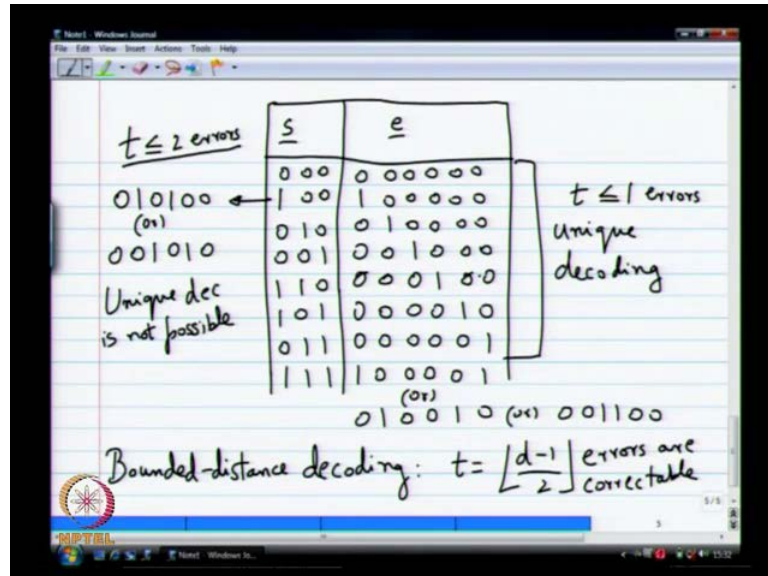 Note1 - Windows Journal
File Edit View Insert Actions Tools Help
t ≤ 2 errors
010100
(or)
001010
Unique dec
is not possible
s e
000 000000
100 100000
010 010000
001 001000
110 000100
101 000010
011 000001
111 100001
(or)
010010 (or) 001100
t ≤ 1 errors
Unique
decoding
Bounded-distance decoding: t = ⌊(d-1)/2⌋ errors are
correctable
5/5
5
NPTEL
Note1 - Windows Jo...
15:32